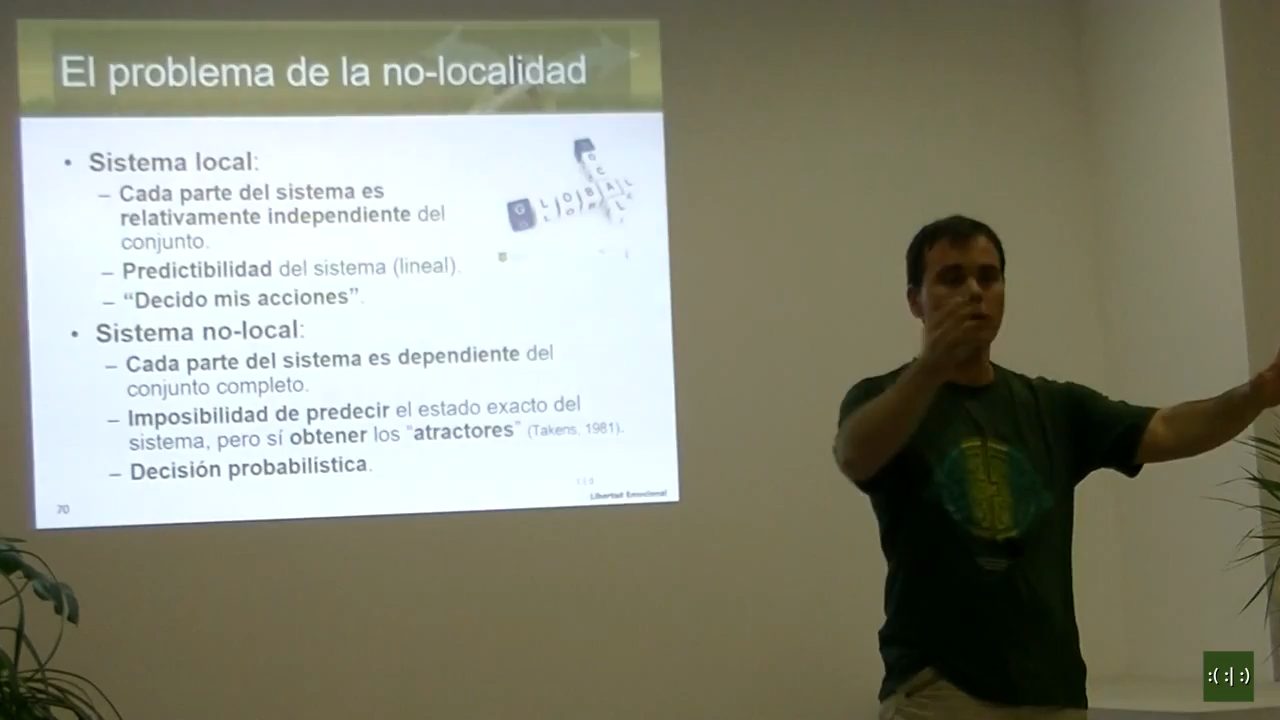 El problema de la no-localidad
• Sistema local:
– Cada parte del sistema es
relativamente independiente del
conjunto.
– Predictibilidad del sistema (lineal).
– “Decido mis acciones”.
• Sistema no-local:
– Cada parte del sistema es dependiente del
conjunto completo.
– Imposibilidad de predecir el estado exacto del
sistema, pero sí obtener los “atractores” (Takens, 1981).
– Decisión probabilística.
70
Libertad Emocional
:( :| :)